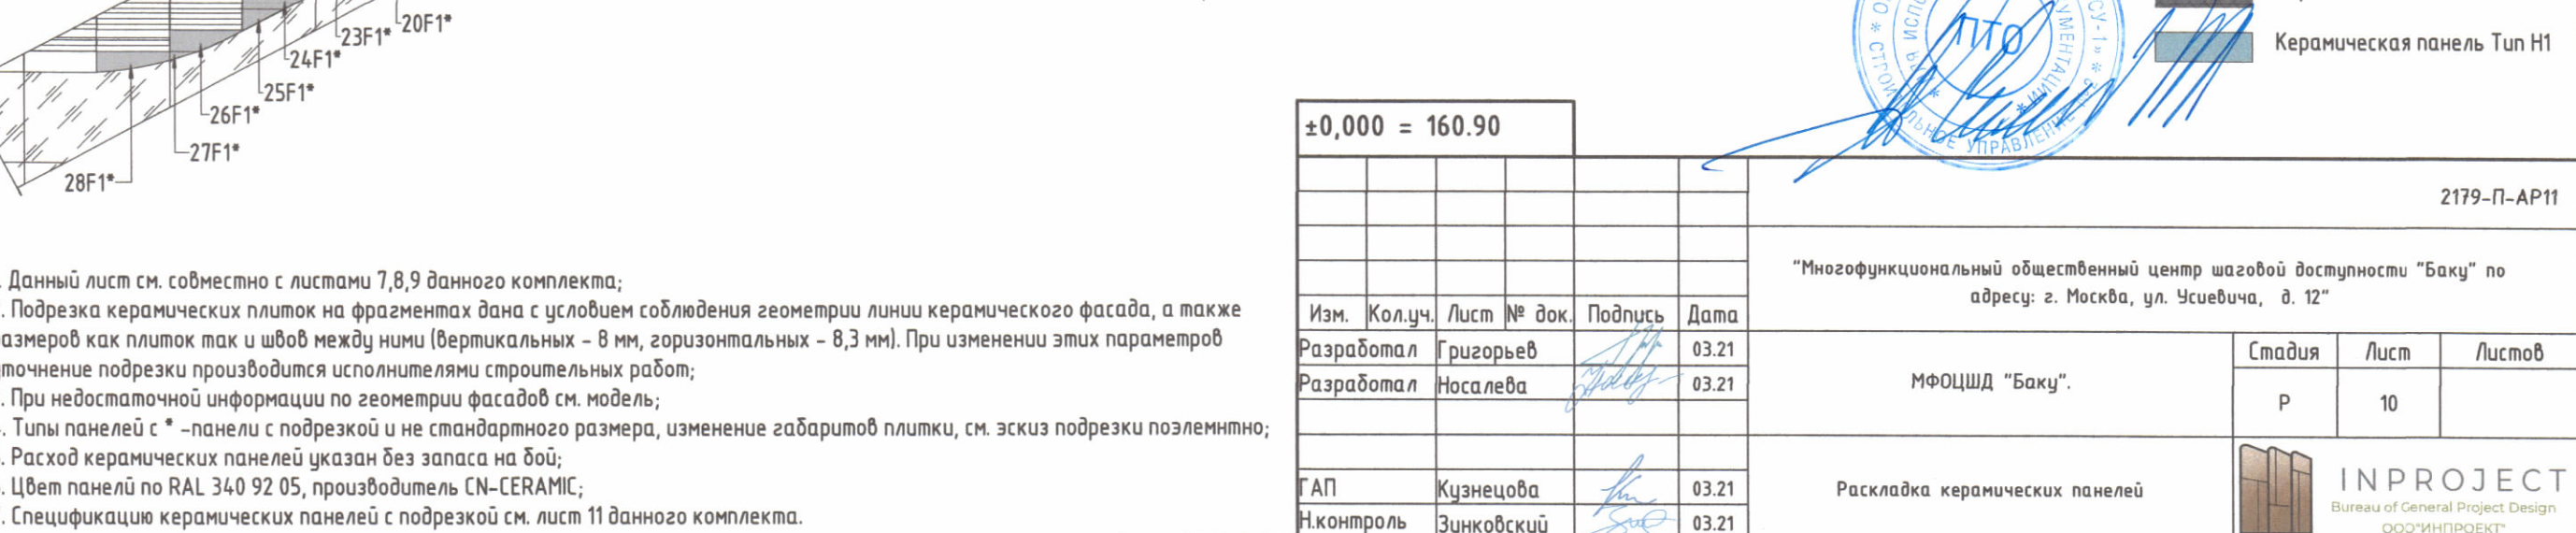 20F1*
23F1*
24F1*
25F1*
26F1*
27F1*
28F1*
ПТО
СТРОИТЕЛЬНОЕ УПРАВЛЕНИЕ
СУ-1»
Керамическая панель Тип Н1
±0,000 = 160.90
2179-П-АР11
"Многофункциональный общественный центр шаговой доступности "Баку" по
адресу: г. Москва, ул. Усиевича, д. 12"
Изм. Кол.уч. Лист № док. Подпись Дата
Разработал Григорьев 03.21
Разработал Носалева 03.21
МФОЦШД "Баку".
Стадия Лист Листов
Р 10
ГАП Кузнецова 03.21
Н.контроль Зинковский 03.21
Раскладка керамических панелей
INPROJECT
Bureau of General Project Design
ООО"ИНПРОЕКТ"
. Данный лист см. совместно с листами 7,8,9 данного комплекта;
. Подрезка керамических плиток на фрагментах дана с условием соблюдения геометрии линии керамического фасада, а также
азмеров как плиток так и швов между ними (вертикальных - 8 мм, горизонтальных - 8,3 мм). При изменении этих параметров
точнение подрезки производится исполнителями строительных работ;
. При недостаточной информации по геометрии фасадов см. модель;
. Типы панелей с * -панели с подрезкой и не стандартного размера, изменение габаритов плитки, см. эскиз подрезки поэлемнтно;
. Расход керамических панелей указан без запаса на бой;
. Цвет панели по RAL 340 92 05, производитель CN-CERAMIC;
. Спецификацию керамических панелей с подрезкой см. лист 11 данного комплекта.